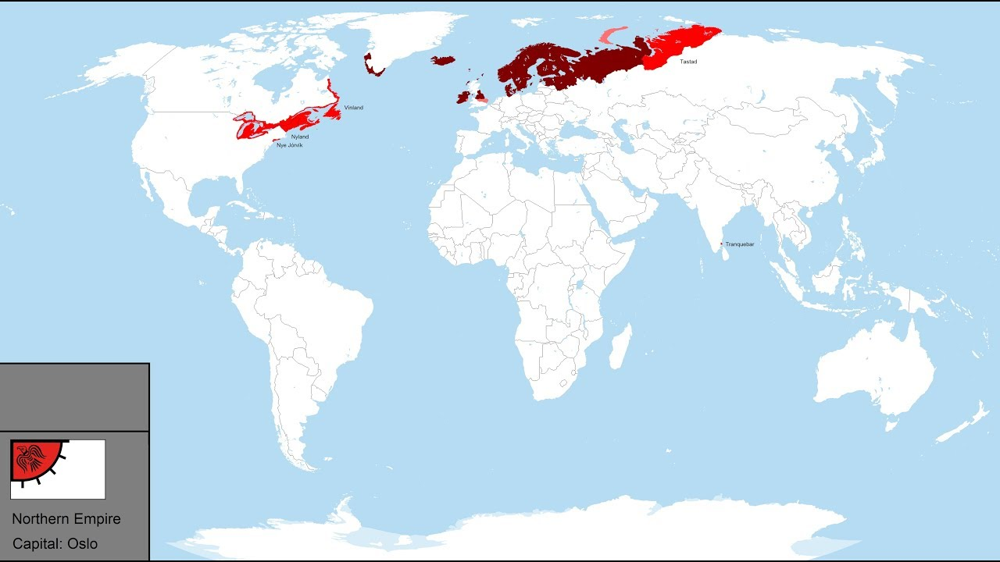 Tastad
Vinland
Nyland
Nye Jórvík
Tranquebar
Northern Empire
Capital: Oslo